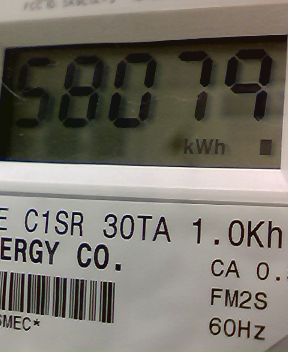 58079
kWh
E C1SR 30TA 1.0Kh
ERGY CO.
CA 0.
FM2S
60Hz
SMEC*